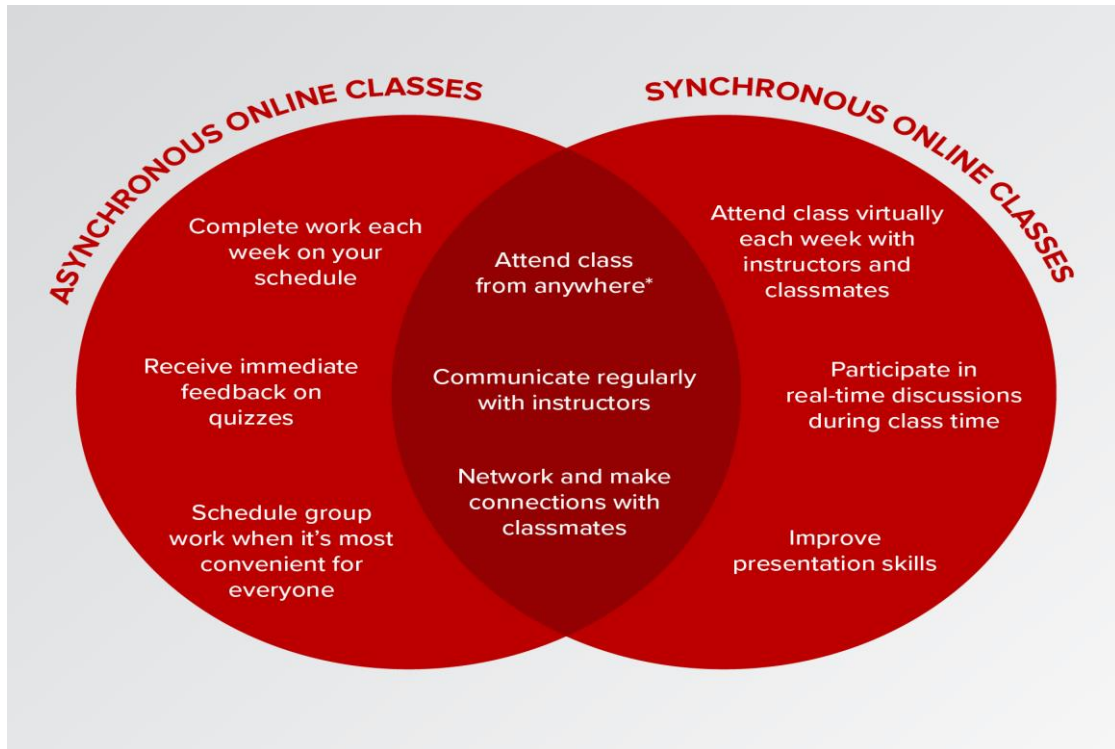 ASYNCHRONOUS ONLINE CLASSES
Complete work each
week on your
schedule
Receive immediate
feedback on
quizzes
Schedule group
work when it's most
convenient for
everyone
Attend class
from anywhere*
Communicate regularly
with instructors
Network and make
connections with
classmates
SYNCHRONOUS ONLINE CLASSES
Attend class virtually
each week with
instructors and
classmates
Participate in
real-time discussions
during class time
Improve
presentation skills